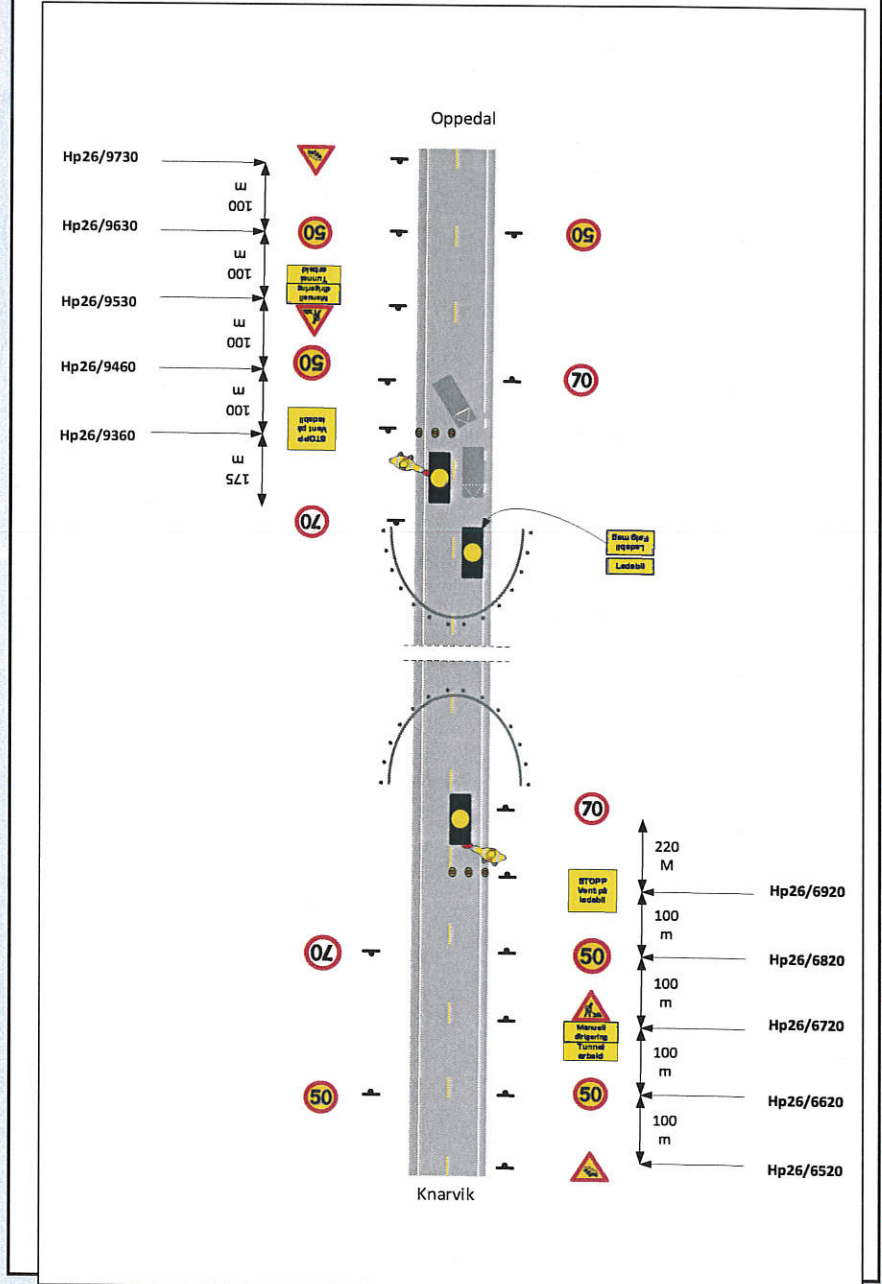 Oppedal
Hp26/9730
100
m
Hp26/9630
50
50
100
m
Manuell
dirigering
Tunnel
arbeid
Hp26/9530
100
m
Hp26/9460
50
70
100
m
STOPP
Vent på
ledebil
Hp26/9360
175
m
70
Ledebil
Følg meg
Ledebil
70
220
M
STOPP
Vent på
ledebil
Hp26/6920
100
m
70
50
Hp26/6820
100
m
Manuell
dirigering
Tunnel
arbeid
Hp26/6720
100
m
50
50
Hp26/6620
100
m
Hp26/6520
Knarvik